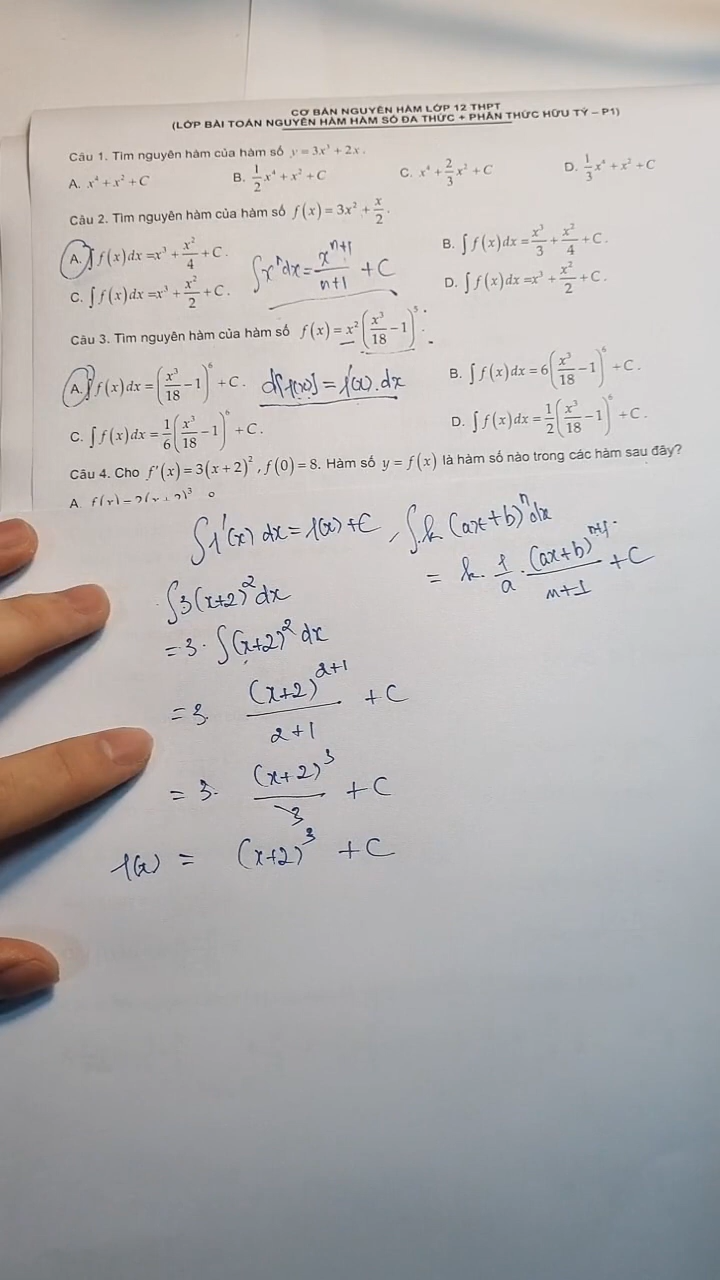 CƠ BẢN NGUYÊN HÀM LỚP 12 THPT
(LỚP BÀI TOÁN NGUYÊN HÀM HÀM SỐ ĐA THỨC + PHÂN THỨC HỮU TỶ – P1)
Câu 1. Tìm nguyên hàm của hàm số y = 3x³ + 2x.
A. x⁴ + x² + C B. 1/2 x⁴ + x² + C C. x⁴ + 2/3 x² + C D. 1/3 x⁴ + x² + C
Câu 2. Tìm nguyên hàm của hàm số f(x) = 3x² + x/2.
A. ∫f(x)dx = x³ + x²/4 + C. B. ∫f(x)dx = x³/3 + x²/4 + C.
∫xⁿdx = xⁿ⁺¹/(n+1) + C
C. ∫f(x)dx = x³ + x²/2 + C. D. ∫f(x)dx = x³ + x²/2 + C.
Câu 3. Tìm nguyên hàm của hàm số f(x) = x²(x³/18 − 1)⁵.
A. ∫f(x)dx = (x³/18 − 1)⁶ + C. B. ∫f(x)dx = 6(x³/18 − 1)⁶ + C.
d[f(x)] = f'(x).dx
C. ∫f(x)dx = 1/6(x³/18 − 1)⁶ + C. D. ∫f(x)dx = 1/2(x³/18 − 1)⁶ + C.
Câu 4. Cho f'(x) = 3(x+2)², f(0) = 8. Hàm số y = f(x) là hàm số nào trong các hàm sau đây?
∫f'(x) dx = f(x) + C, ∫k (ax+b)ⁿdx
= k. 1/a . (ax+b)ⁿ⁺¹/(n+1) + C
∫3(x+2)²dx
= 3. ∫(x+2)² dx
= 3. (x+2)²⁺¹/(2+1) + C
= 3. (x+2)³/3 + C
f(x) = (x+2)³ + C